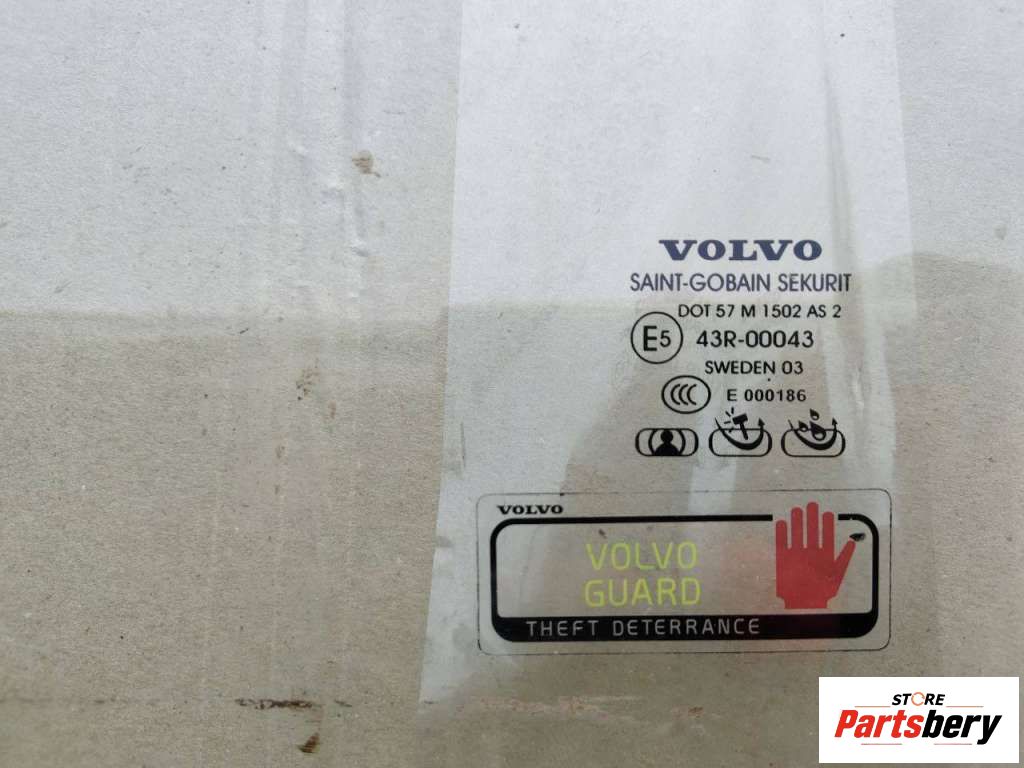 VOLVO
SAINT-GOBAIN SEKURIT
DOT 57 M 1502 AS 2
E5 43R-00043
SWEDEN 03
CCC E 000186
VOLVO
VOLVO
GUARD
THEFT DETERRANCE
STORE
Partsbery